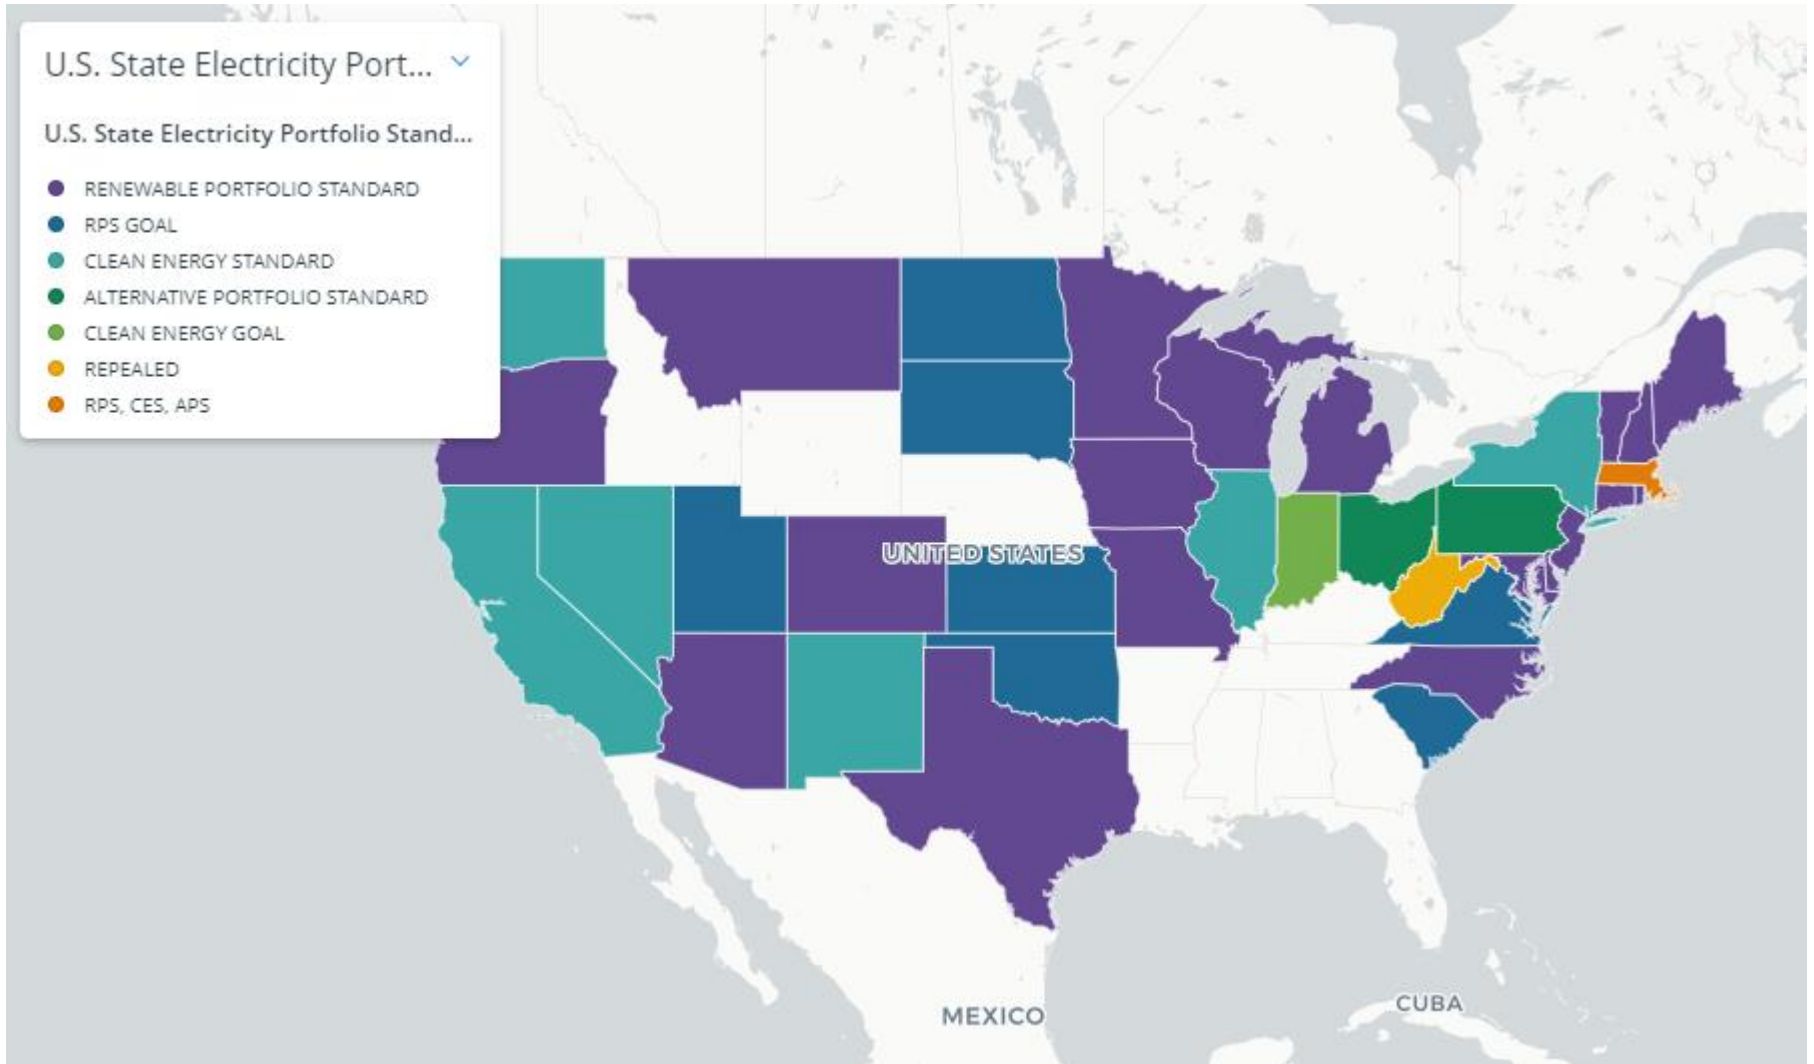 U.S. State Electricity Port...
U.S. State Electricity Portfolio Stand...
RENEWABLE PORTFOLIO STANDARD
RPS GOAL
CLEAN ENERGY STANDARD
ALTERNATIVE PORTFOLIO STANDARD
CLEAN ENERGY GOAL
REPEALED
RPS, CES, APS
UNITED STATES
MEXICO
CUBA